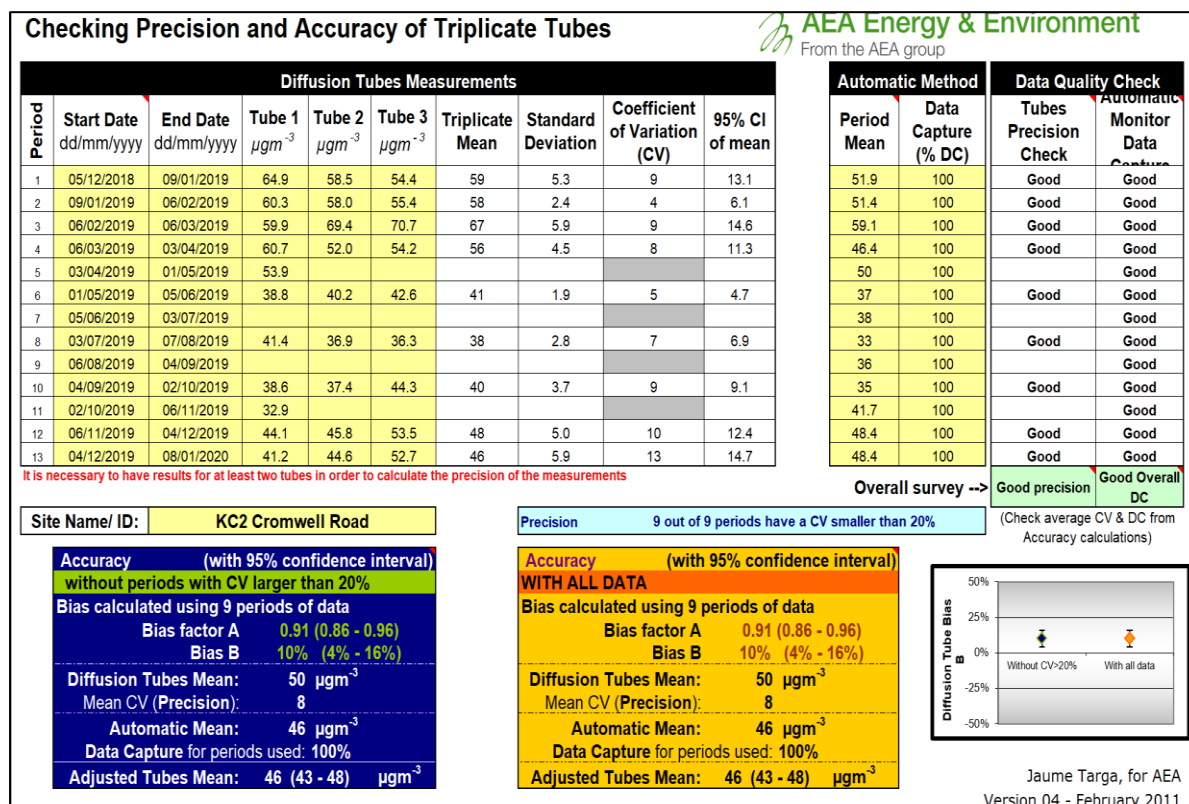 Checking Precision and Accuracy of Triplicate Tubes
AEA Energy & Environment
From the AEA group
Diffusion Tubes Measurements
Automatic Method
Data Quality Check
Period
Start Date
dd/mm/yyyy
End Date
dd/mm/yyyy
Tube 1
µgm-3
Tube 2
µgm-3
Tube 3
µgm-3
Triplicate
Mean
Standard
Deviation
Coefficient
of Variation
(CV)
95% CI
of mean
Period
Mean
Data
Capture
(% DC)
Tubes
Precision
Check
Automatic
Monitor
Data
Capture
1 05/12/2018 09/01/2019 64.9 58.5 54.4 59 5.3 9 13.1 51.9 100 Good Good
2 09/01/2019 06/02/2019 60.3 58.0 55.4 58 2.4 4 6.1 51.4 100 Good Good
3 06/02/2019 06/03/2019 59.9 69.4 70.7 67 5.9 9 14.6 59.1 100 Good Good
4 06/03/2019 03/04/2019 60.7 52.0 54.2 56 4.5 8 11.3 46.4 100 Good Good
5 03/04/2019 01/05/2019 53.9 50 100 Good
6 01/05/2019 05/06/2019 38.8 40.2 42.6 41 1.9 5 4.7 37 100 Good Good
7 05/06/2019 03/07/2019 38 100 Good
8 03/07/2019 07/08/2019 41.4 36.9 36.3 38 2.8 7 6.9 33 100 Good Good
9 06/08/2019 04/09/2019 36 100 Good
10 04/09/2019 02/10/2019 38.6 37.4 44.3 40 3.7 9 9.1 35 100 Good Good
11 02/10/2019 06/11/2019 32.9 41.7 100 Good
12 06/11/2019 04/12/2019 44.1 45.8 53.5 48 5.0 10 12.4 48.4 100 Good Good
13 04/12/2019 08/01/2020 41.2 44.6 52.7 46 5.9 13 14.7 48.4 100 Good Good
It is necessary to have results for at least two tubes in order to calculate the precision of the measurements
Overall survey --> Good precision Good Overall
DC
Site Name/ ID: KC2 Cromwell Road
Precision 9 out of 9 periods have a CV smaller than 20%
(Check average CV & DC from
Accuracy calculations)
Accuracy (with 95% confidence interval)
without periods with CV larger than 20%
Bias calculated using 9 periods of data
Bias factor A 0.91 (0.86 - 0.96)
Bias B 10% (4% - 16%)
Diffusion Tubes Mean: 50 µgm-3
Mean CV (Precision): 8
Automatic Mean: 46 µgm-3
Data Capture for periods used: 100%
Adjusted Tubes Mean: 46 (43 - 48) µgm-3
Accuracy (with 95% confidence interval)
WITH ALL DATA
Bias calculated using 9 periods of data
Bias factor A 0.91 (0.86 - 0.96)
Bias B 10% (4% - 16%)
Diffusion Tubes Mean: 50 µgm-3
Mean CV (Precision): 8
Automatic Mean: 46 µgm-3
Data Capture for periods used: 100%
Adjusted Tubes Mean: 46 (43 - 48) µgm-3
Diffusion Tube Bias
B
50%
25%
0%
-25%
-50%
Without CV>20% With all data
Jaume Targa, for AEA
Version 04 - February 2011